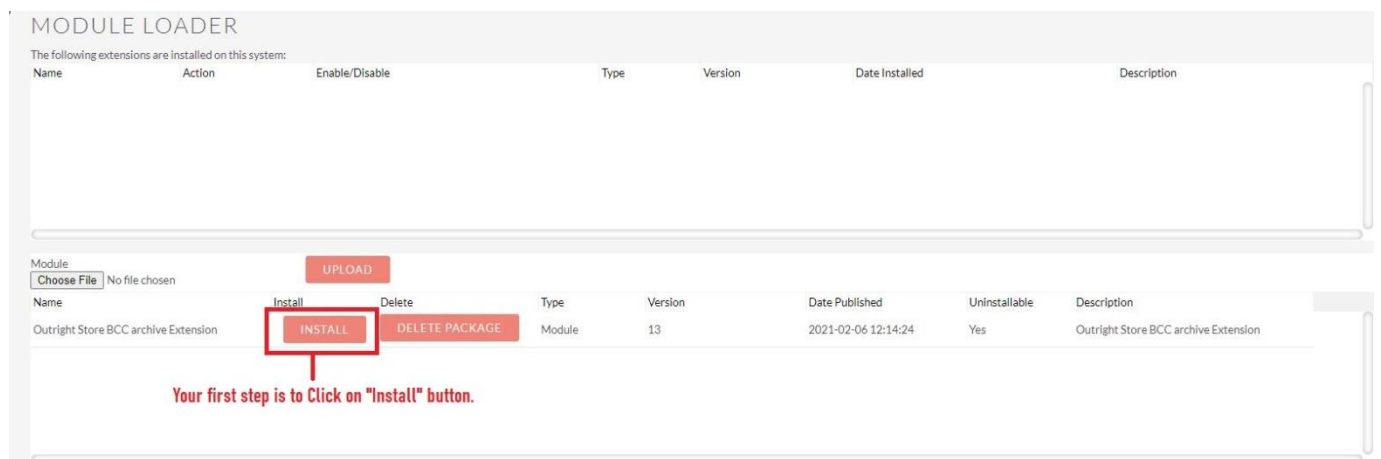 MODULE LOADER
The following extensions are installed on this system:
Name Action Enable/Disable Type Version Date Installed Description
Module
Choose File No file chosen UPLOAD
Name Install Delete Type Version Date Published Uninstallable Description
Outright Store BCC archive Extension INSTALL DELETE PACKAGE Module 13 2021-02-06 12:14:24 Yes Outright Store BCC archive Extension
Your first step is to Click on "Install" button.